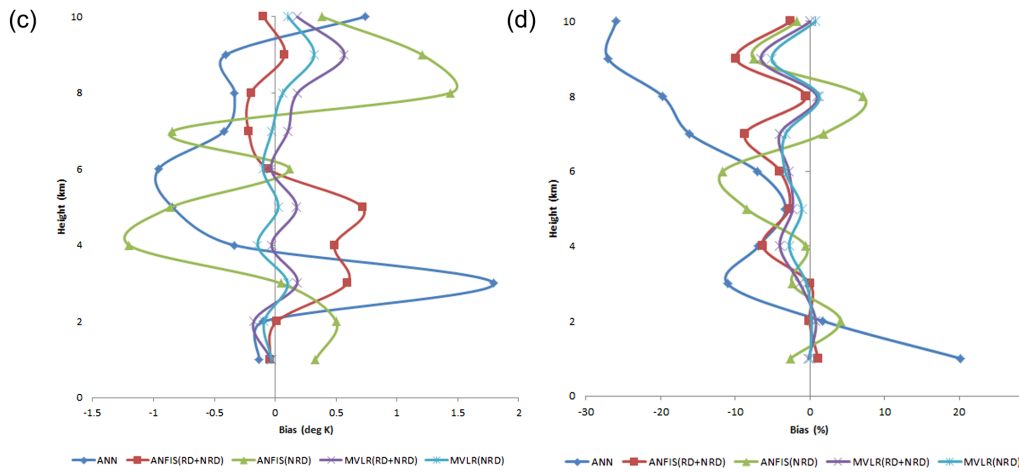 (c)
10
8
6
4
2
0
Height (km)
-1.5 -1 -0.5 0 0.5 1 1.5 2
Bias (deg K)
ANN ANFIS(RD+NRD) ANFIS(NRD) MVLR(RD+NRD) MVLR(NRD)
(d)
10
8
6
4
2
0
Height (km)
-30 -20 -10 0 10 20
Bias (%)
ANN ANFIS(RD+NRD) ANFIS(NRD) MVLR(RD+NRD) MVLR(NRD)